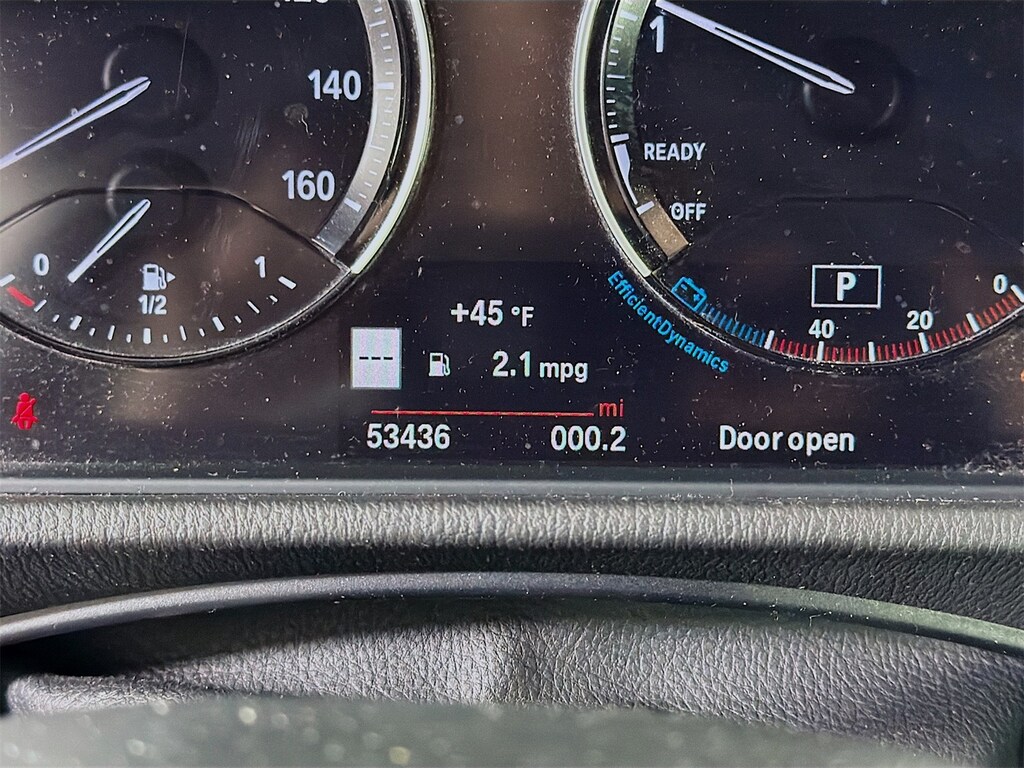 120
140
160
0
1
1/2
1
READY
OFF
EfficientDynamics
P
40
20
0
+45 °F
---
2.1 mpg
mi
53436 000.2
Door open